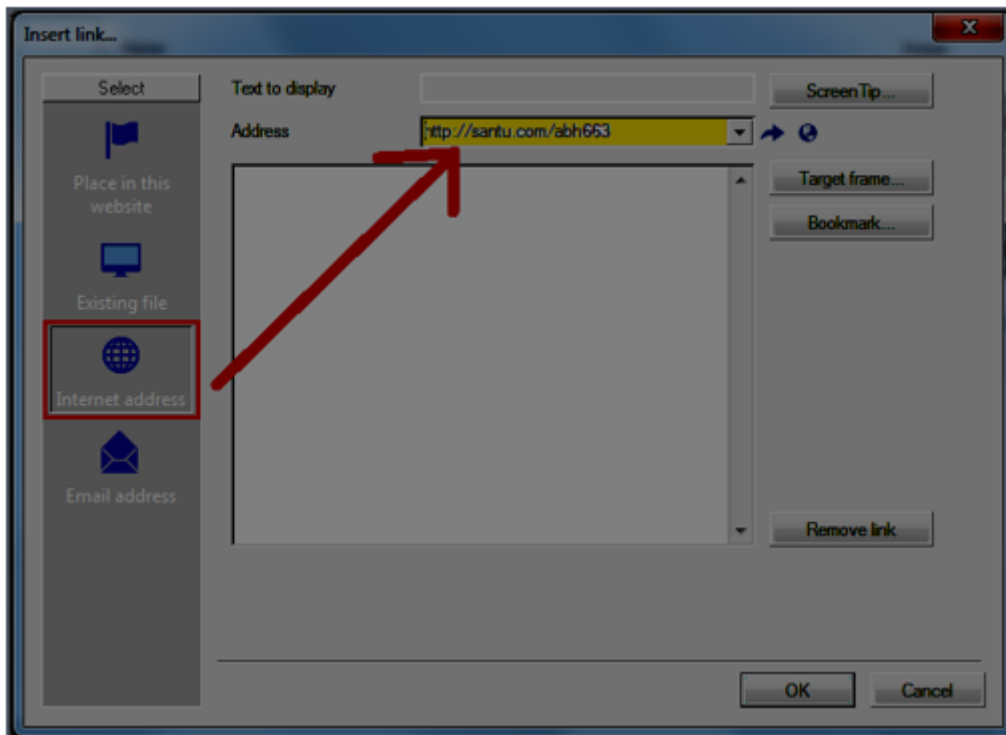 Insert link...
Select
Text to display
ScreenTip...
Address
http://santu.com/abh663
Place in this
website
Target frame...
Bookmark...
Existing file
Internet address
Email address
Remove link
OK
Cancel